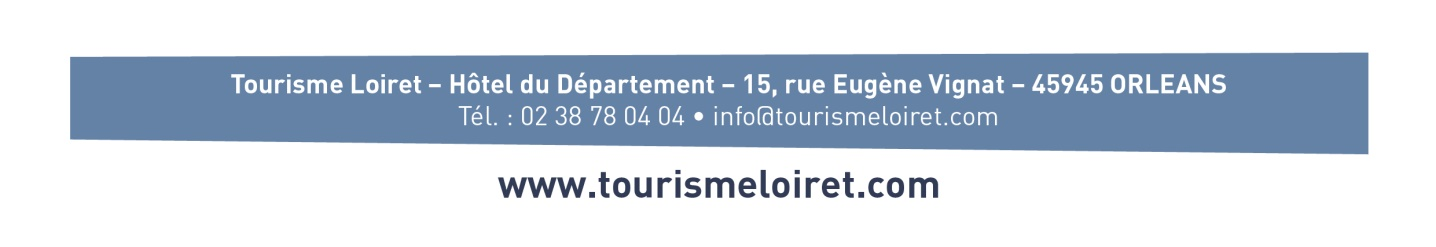 Tourisme Loiret – Hôtel du Département – 15, rue Eugène Vignat – 45945 ORLEANS
Tél. : 02 38 78 04 04 • info@tourismeloiret.com
www.tourismeloiret.com